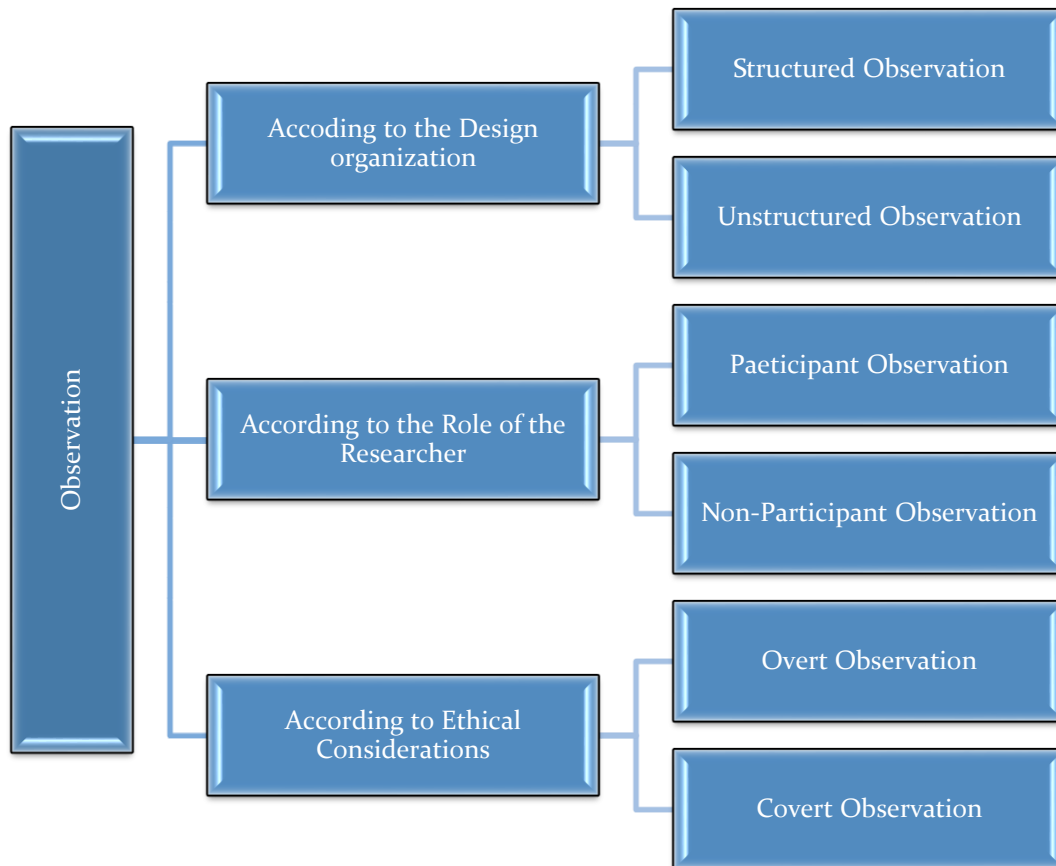 Observation
Accoding to the Design
organization
Structured Observation
Unstructured Observation
According to the Role of the
Researcher
Paeticipant Observation
Non-Participant Observation
According to Ethical
Considerations
Overt Observation
Covert Observation